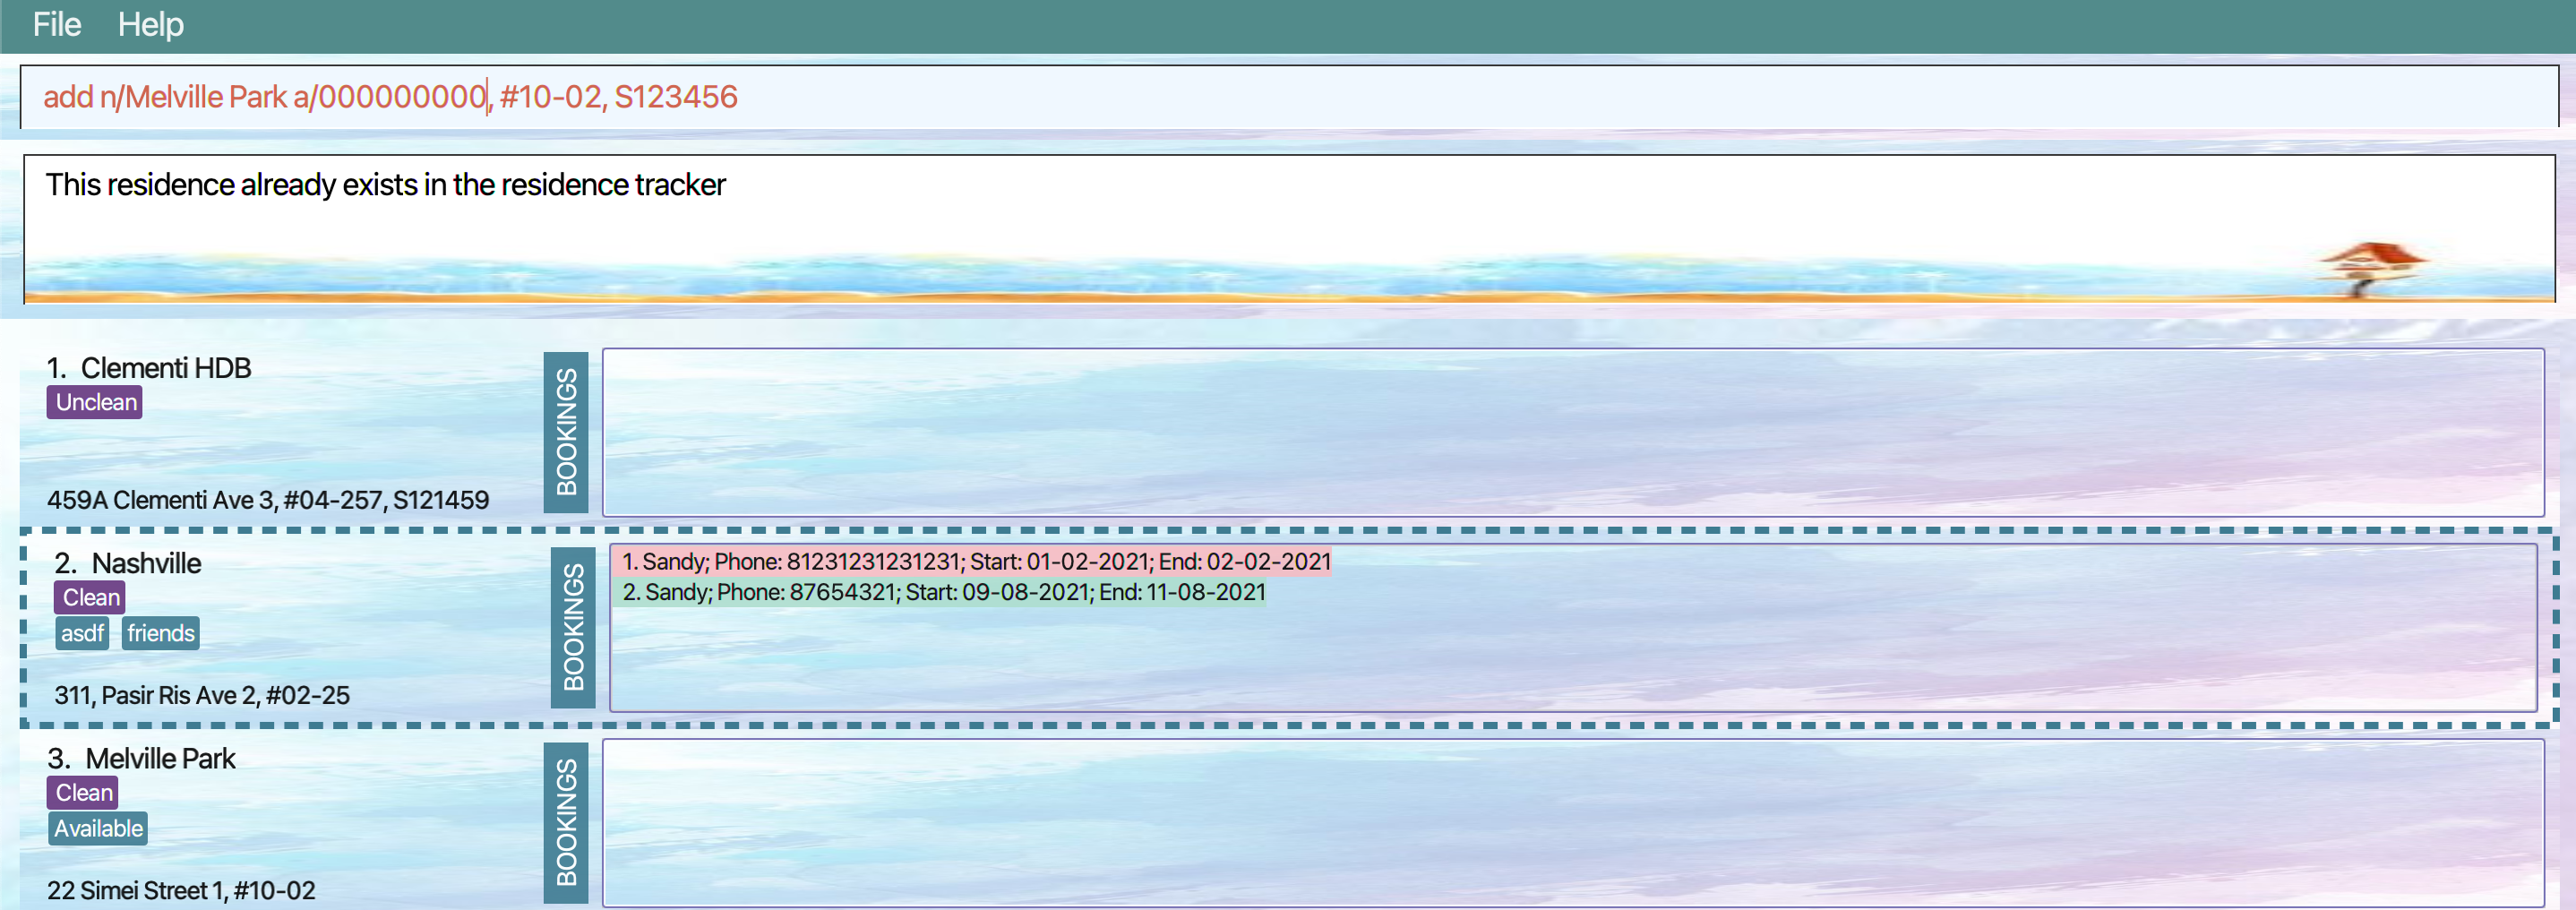 File Help
add n/Melville Park a/000000000, #10-02, S123456
This residence already exists in the residence tracker
1. Clementi HDB
Unclean
459A Clementi Ave 3, #04-257, S121459
BOOKINGS
2. Nashville
Clean
asdf friends
311, Pasir Ris Ave 2, #02-25
BOOKINGS
1. Sandy; Phone: 81231231231231; Start: 01-02-2021; End: 02-02-2021
2. Sandy; Phone: 87654321; Start: 09-08-2021; End: 11-08-2021
3. Melville Park
Clean
Available
22 Simei Street 1, #10-02
BOOKINGS